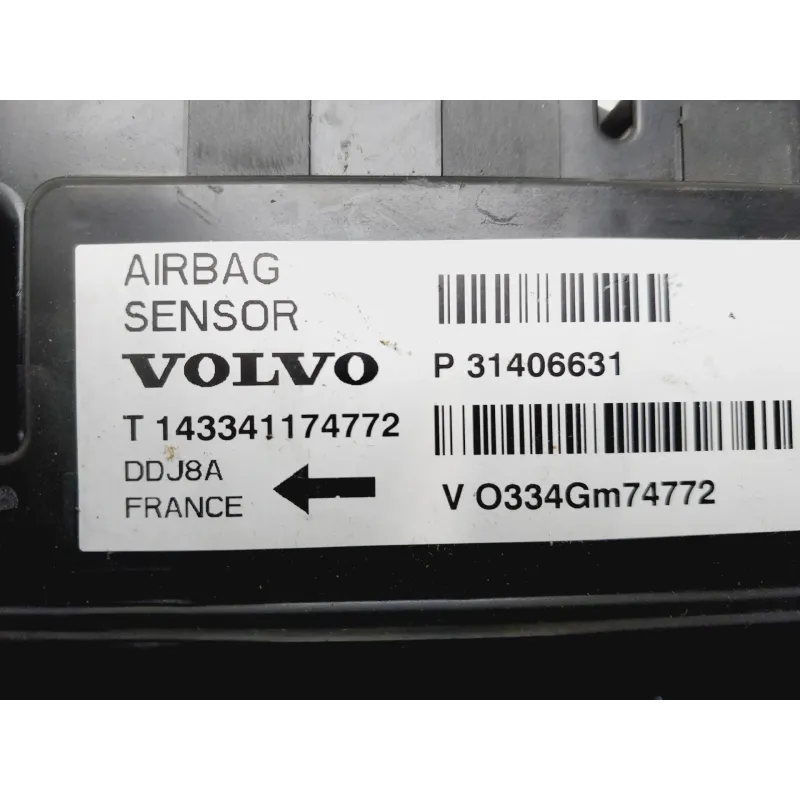 AIRBAG
SENSOR
VOLVO
T 143341174772
DDJ8A
FRANCE
P 31406631
V O334Gm74772